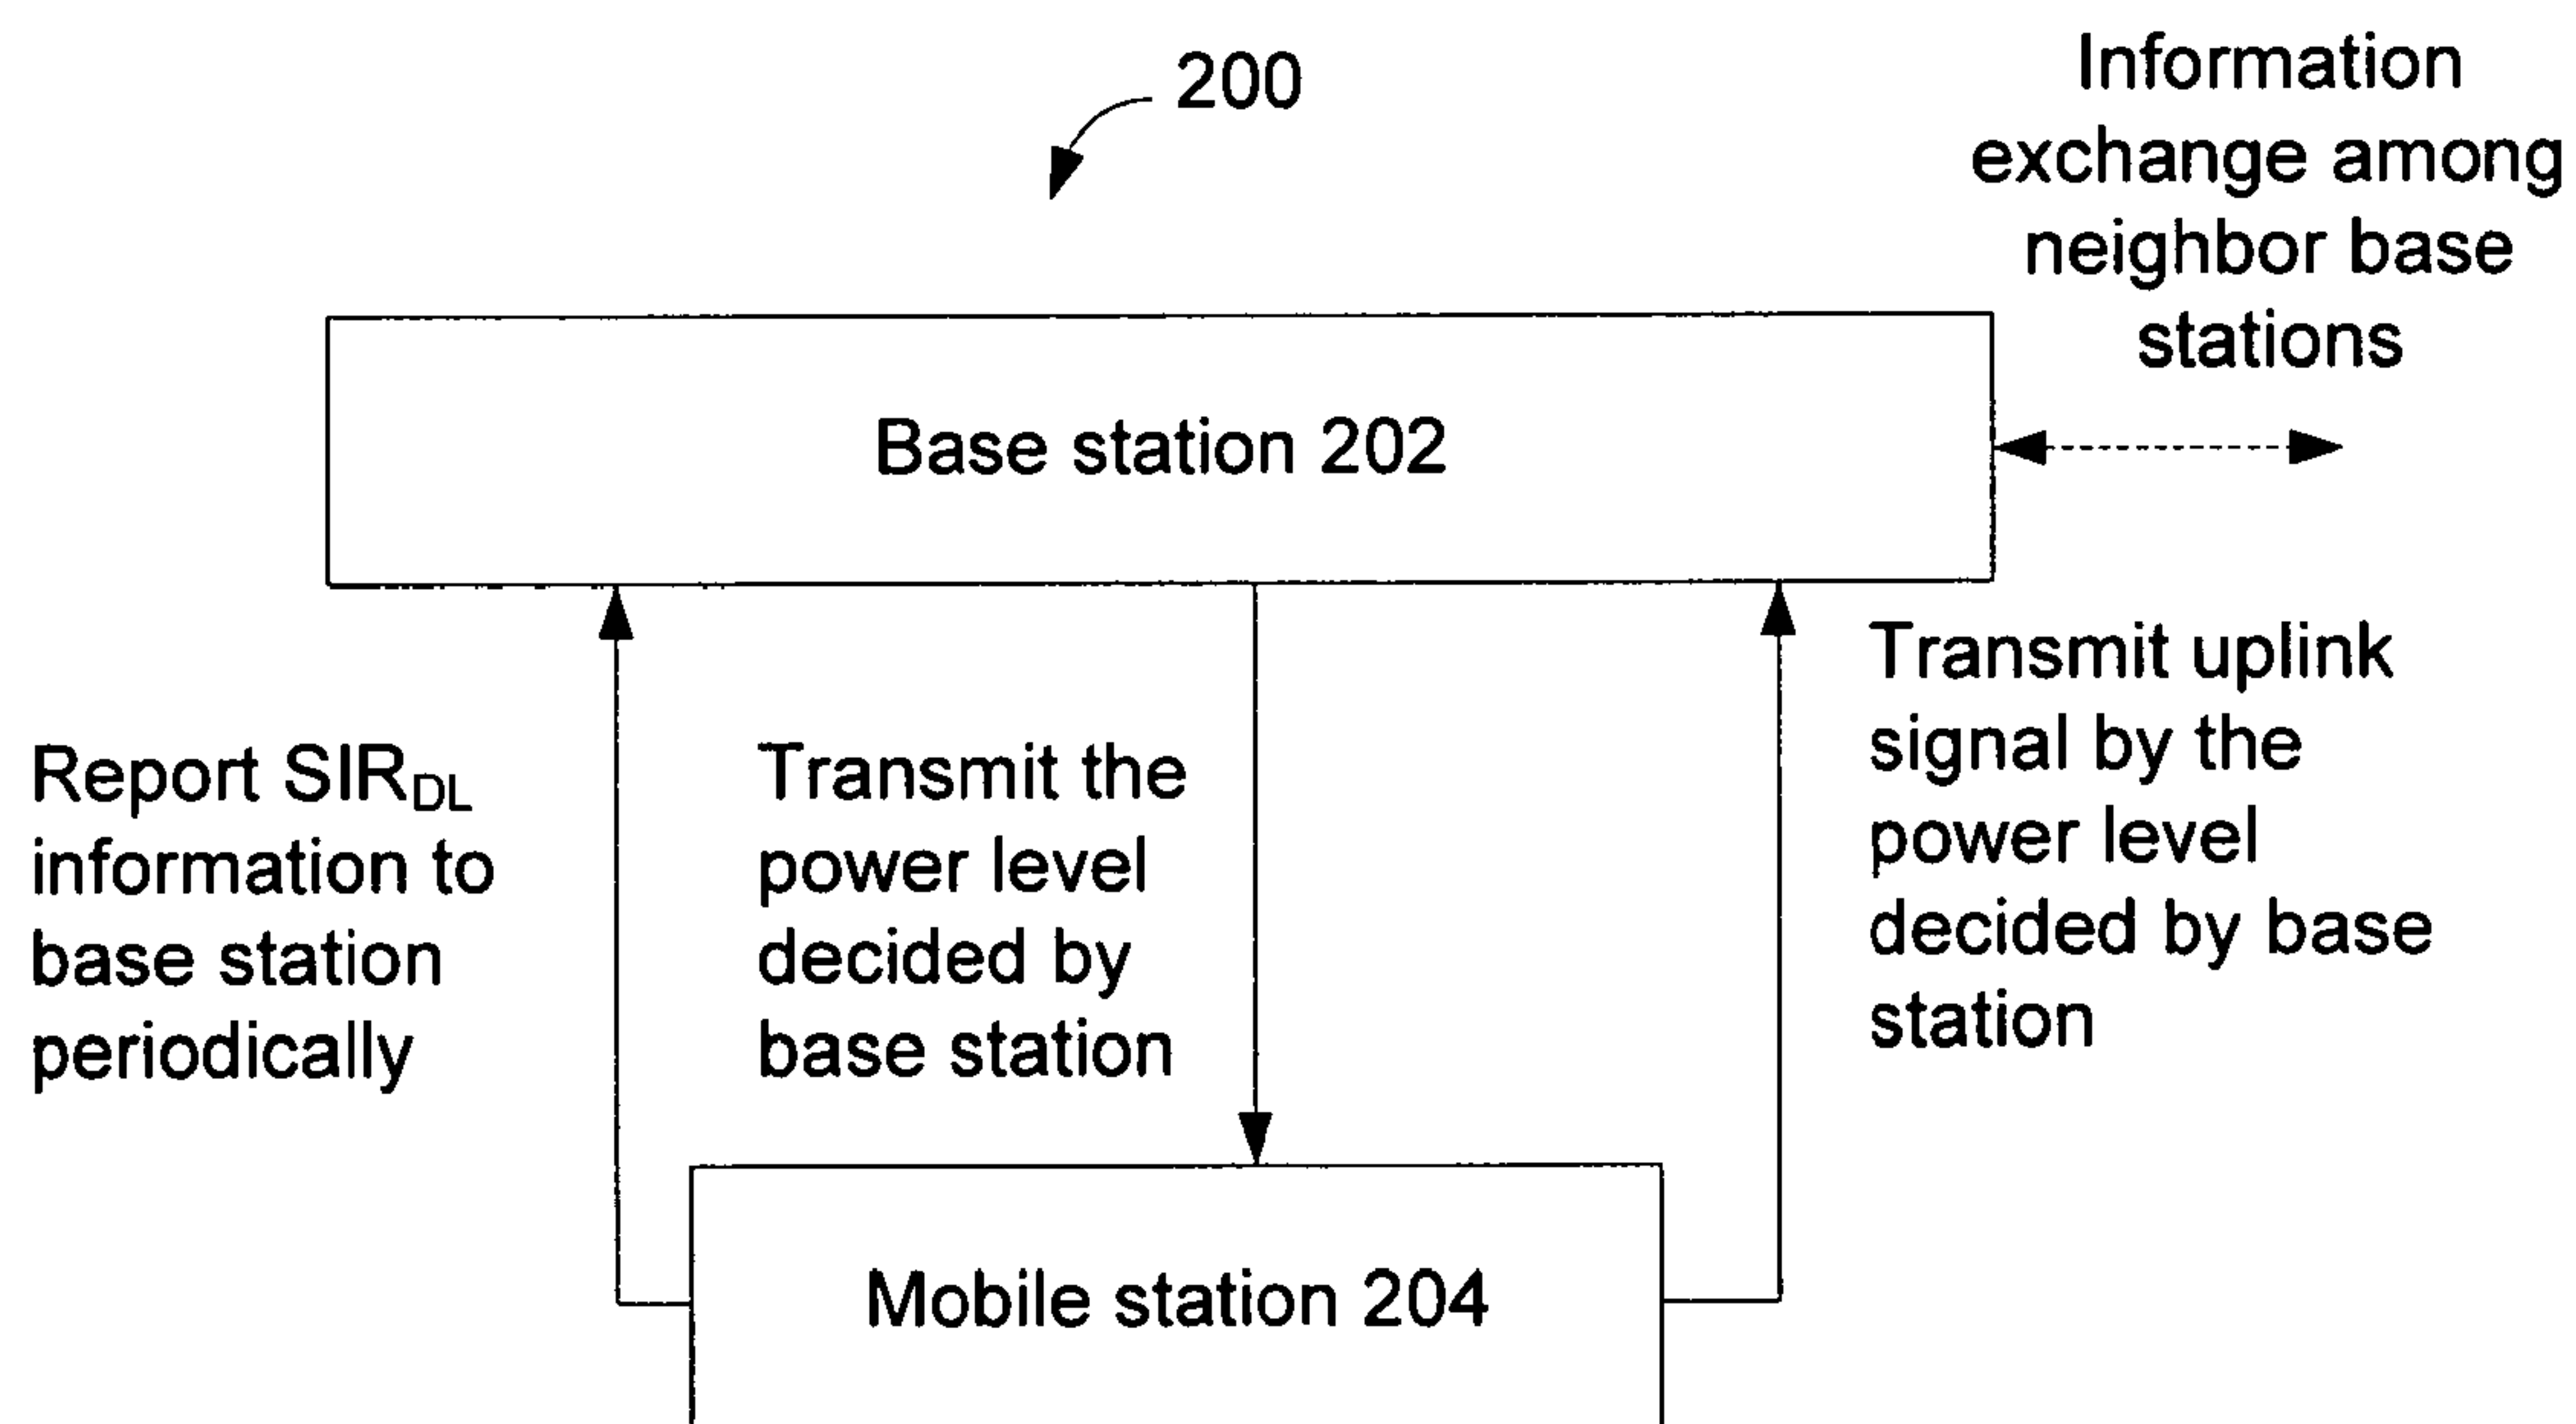 200
Information
exchange among
neighbor base
stations
Base station 202
Report SIRDL
information to
base station
periodically
Transmit the
power level
decided by
base station
Transmit uplink
signal by the
power level
decided by base
station
Mobile station 204